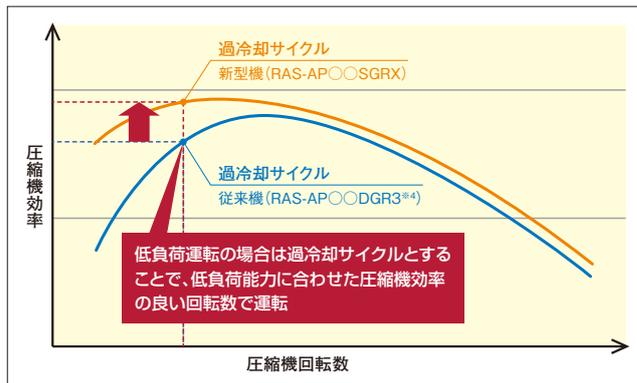 過冷却サイクル
新型機(RAS-AP○○SGRX)
過冷却サイクル
従来機(RAS-AP○○DGR3※4)
低負荷運転の場合は過冷却サイクルとする
ことで、低負荷能力に合わせた圧縮機効率
の良い回転数で運転
圧縮機効率
圧縮機回転数